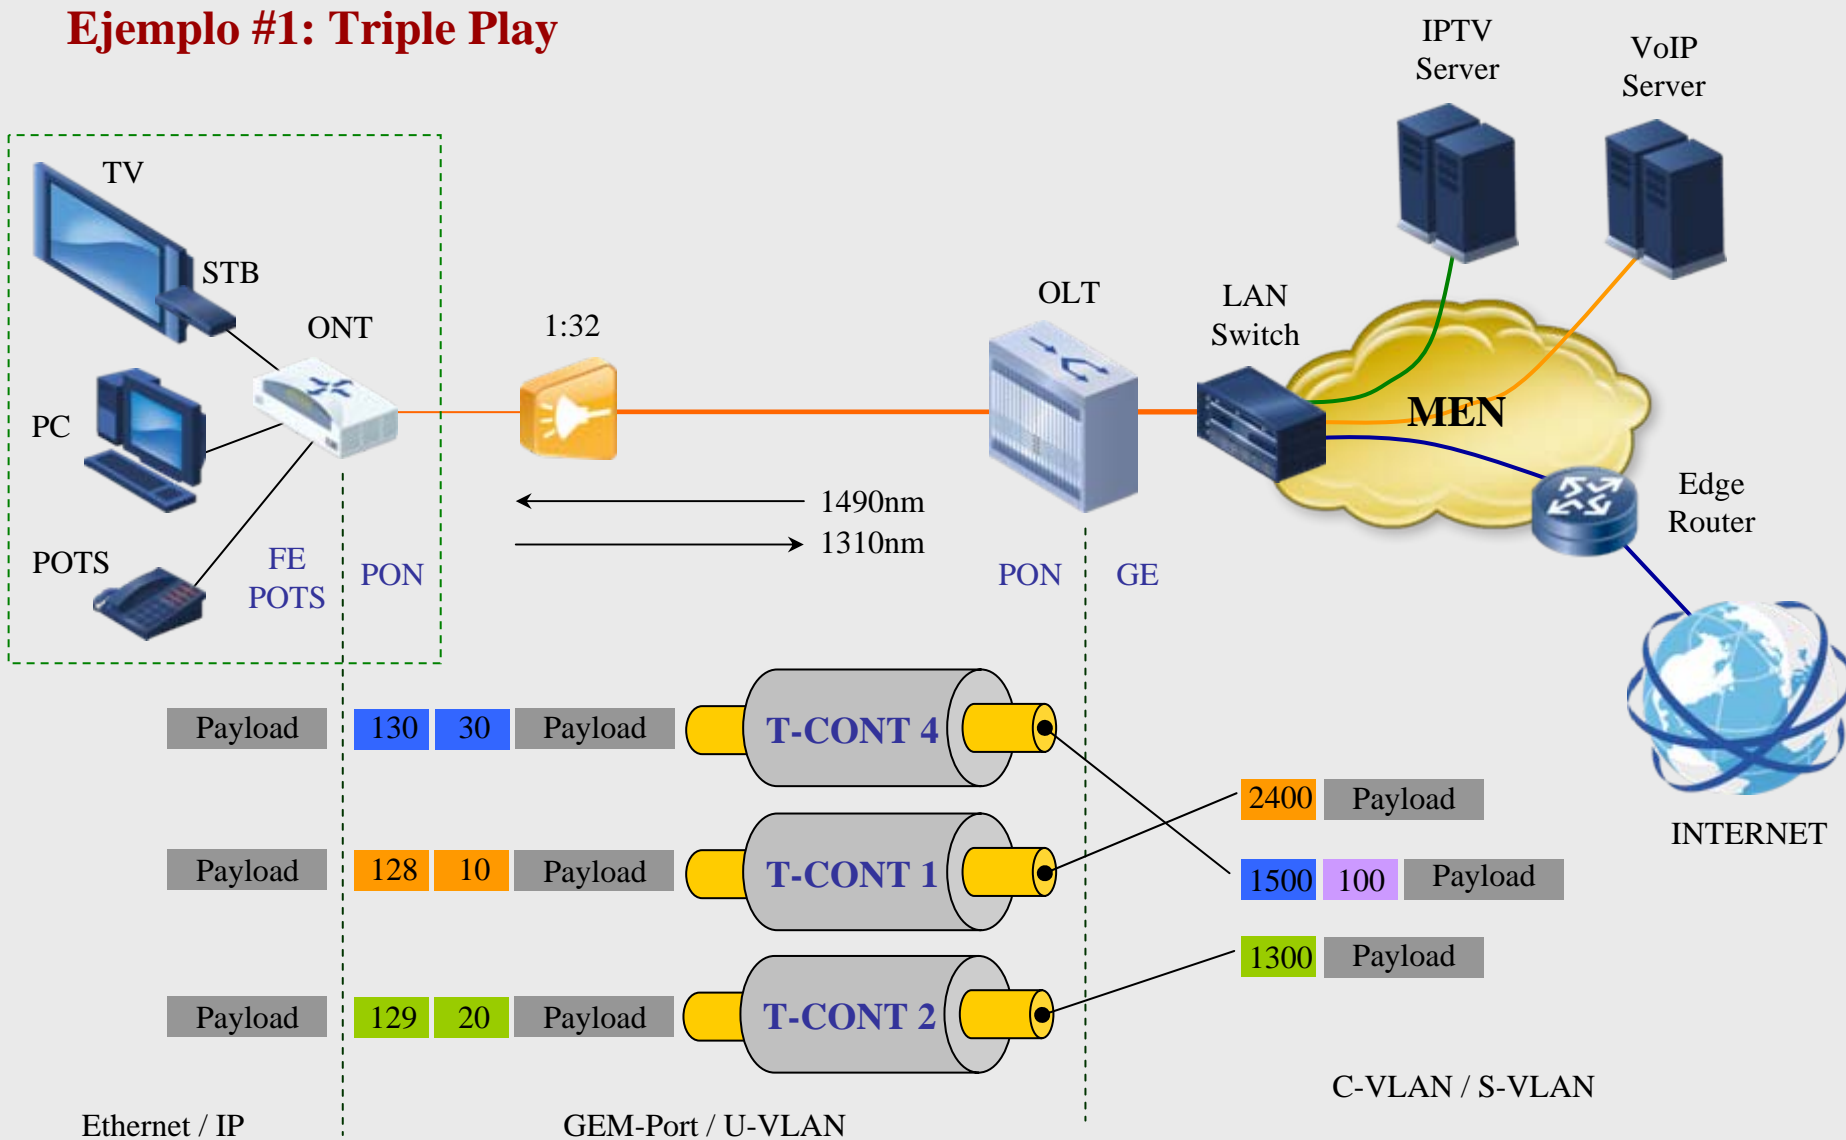 Ejemplo #1: Triple Play
IPTV
Server
VoIP
Server
TV
STB
ONT
1:32
OLT
LAN
Switch
MEN
PC
Edge
Router
1490nm
1310nm
POTS
FE
POTS
PON
PON
GE
INTERNET
Payload 130 30 Payload T-CONT 4
2400 Payload
Payload 128 10 Payload T-CONT 1
1500 100 Payload
1300 Payload
Payload 129 20 Payload T-CONT 2
C-VLAN / S-VLAN
Ethernet / IP
GEM-Port / U-VLAN